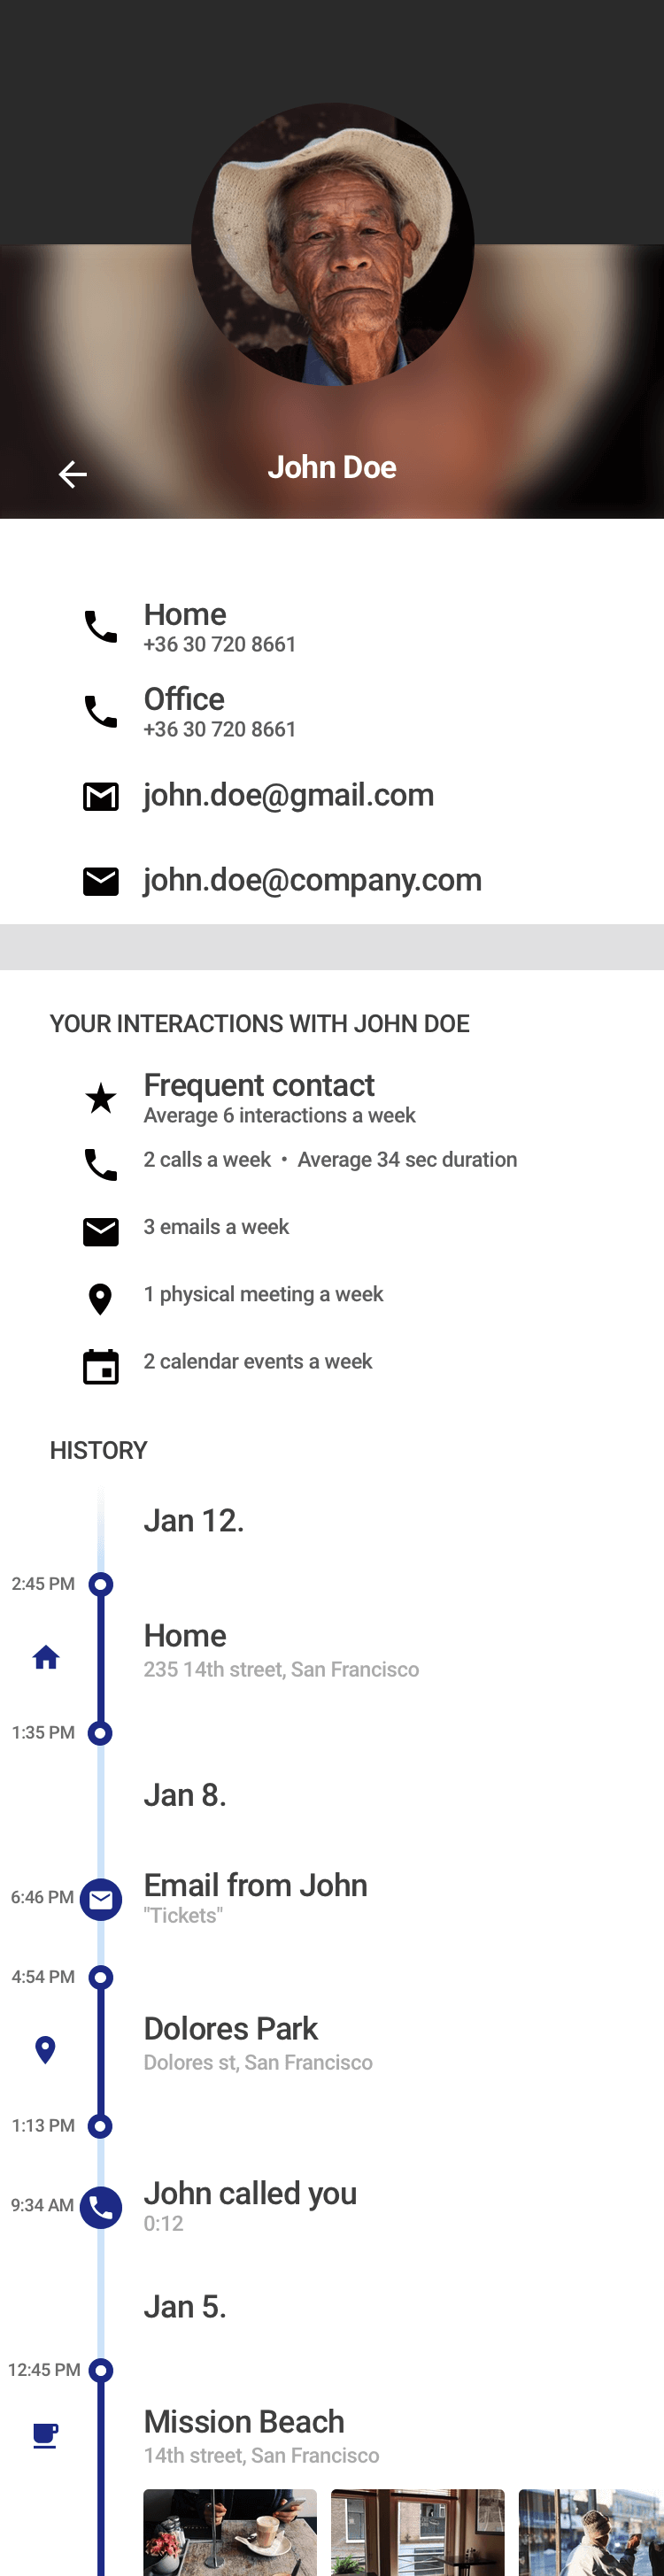 John Doe
Home
+36 30 720 8661
Office
+36 30 720 8661
john.doe@gmail.com
john.doe@company.com
YOUR INTERACTIONS WITH JOHN DOE
Frequent contact
Average 6 interactions a week
2 calls a week • Average 34 sec duration
3 emails a week
1 physical meeting a week
2 calendar events a week
HISTORY
Jan 12.
2:45 PM
Home
235 14th street, San Francisco
1:35 PM
Jan 8.
6:46 PM
Email from John
"Tickets"
4:54 PM
Dolores Park
Dolores st, San Francisco
1:13 PM
9:34 AM
John called you
0:12
Jan 5.
12:45 PM
Mission Beach
14th street, San Francisco